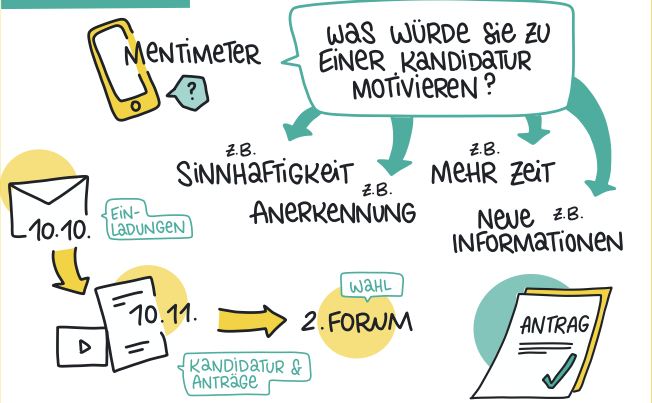 MENTIMETER
?
WAS WÜRDE SiE ZU
EINER KANDIDATUR
MOTIVIEREN?
Z.B.
SINNHAFTIGKEIT
Z.B.
ANERKENNUNG
Z.B.
MEHR ZEIT
NEUE Z.B.
INFORMATIONEN
10.10.
EIN-
LADUNGEN
10.11.
KANDIDATUR &
ANTRÄGE
WAHL
2. FORUM
ANTRAG